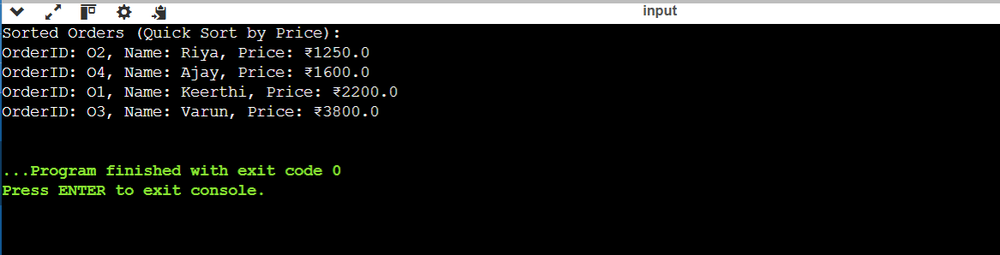 input
Sorted Orders (Quick Sort by Price):
OrderID: O2, Name: Riya, Price: ₹1250.0
OrderID: O4, Name: Ajay, Price: ₹1600.0
OrderID: O1, Name: Keerthi, Price: ₹2200.0
OrderID: O3, Name: Varun, Price: ₹3800.0
...Program finished with exit code 0
Press ENTER to exit console.